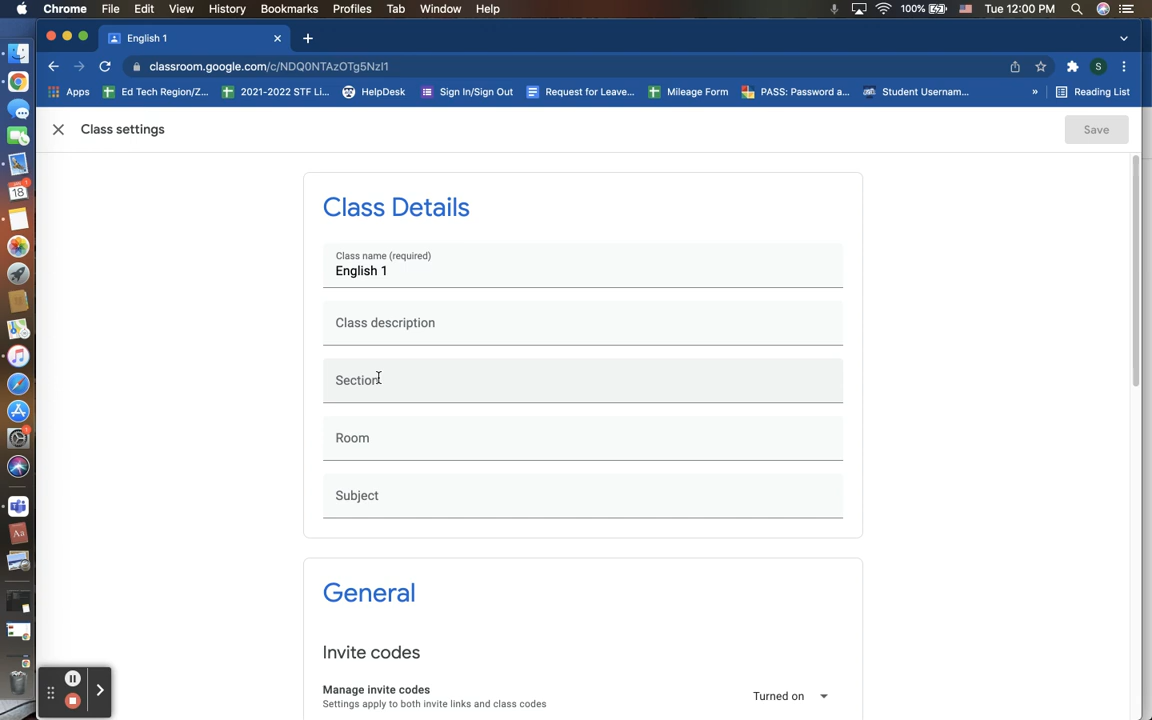 Chrome File Edit View History Bookmarks Profiles Tab Window Help 100% Tue 12:00 PM
English 1
classroom.google.com/c/NDQ0NTAzOTg5NzI1
Apps Ed Tech Region/Z... 2021-2022 STF Li... HelpDesk Sign In/Sign Out Request for Leave... Mileage Form PASS: Password a... Student Usernam... » Reading List
S
Class settings
Save
18
Aa
Class Details
Class name (required)
English 1
Class description
Section
Room
Subject
General
Invite codes
Manage invite codes
Settings apply to both invite links and class codes
Turned on